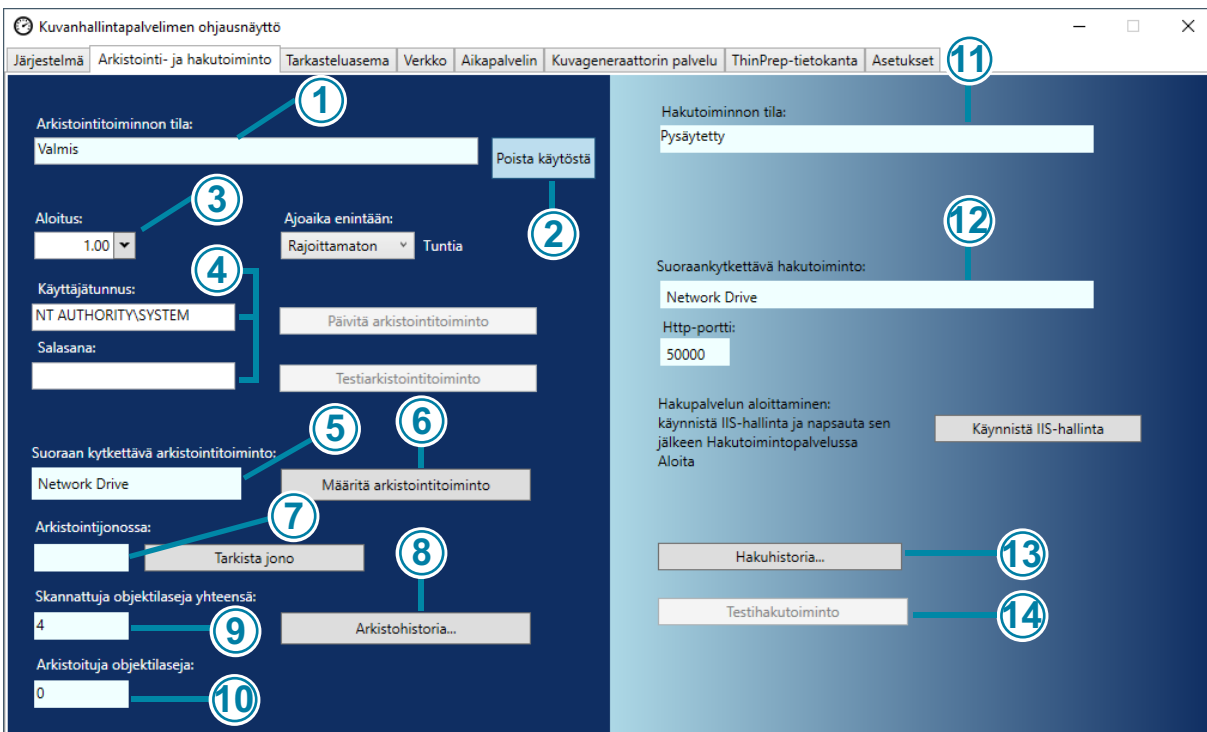 Kuvanhallintapalvelimen ohjausnäyttö
Järjestelmä Arkistointi- ja hakutoiminto Tarkasteluasema Verkko Aikapalvelin Kuvageneraattorin palvelu ThinPrep-tietokanta Asetukset
11
1
Arkistointitoiminnon tila:
Valmis
Poista käytöstä
2
3
Aloitus:
1.00
Ajoaika enintään:
Rajoittamaton Tuntia
4
Käyttäjätunnus:
NT AUTHORITY\SYSTEM
Päivitä arkistointitoiminto
Salasana:
Testiarkistointitoiminto
5
6
Suoraan kytkettävä arkistointitoiminto:
Network Drive
Määritä arkistointitoiminto
7
Arkistointijonossa:
Tarkista jono
8
Skannattuja objektilaseja yhteensä:
4
9
Arkistohistoria...
Arkistoituja objektilaseja:
0
10
Hakutoiminnon tila:
Pysäytetty
12
Suoraankytkettävä hakutoiminto:
Network Drive
Http-portti:
50000
Hakupalvelun aloittaminen:
käynnistä IIS-hallinta ja napsauta sen
jälkeen Hakutoimintopalvelussa
Aloita
Käynnistä IIS-hallinta
Hakuhistoria...
13
Testihakutoiminto
14